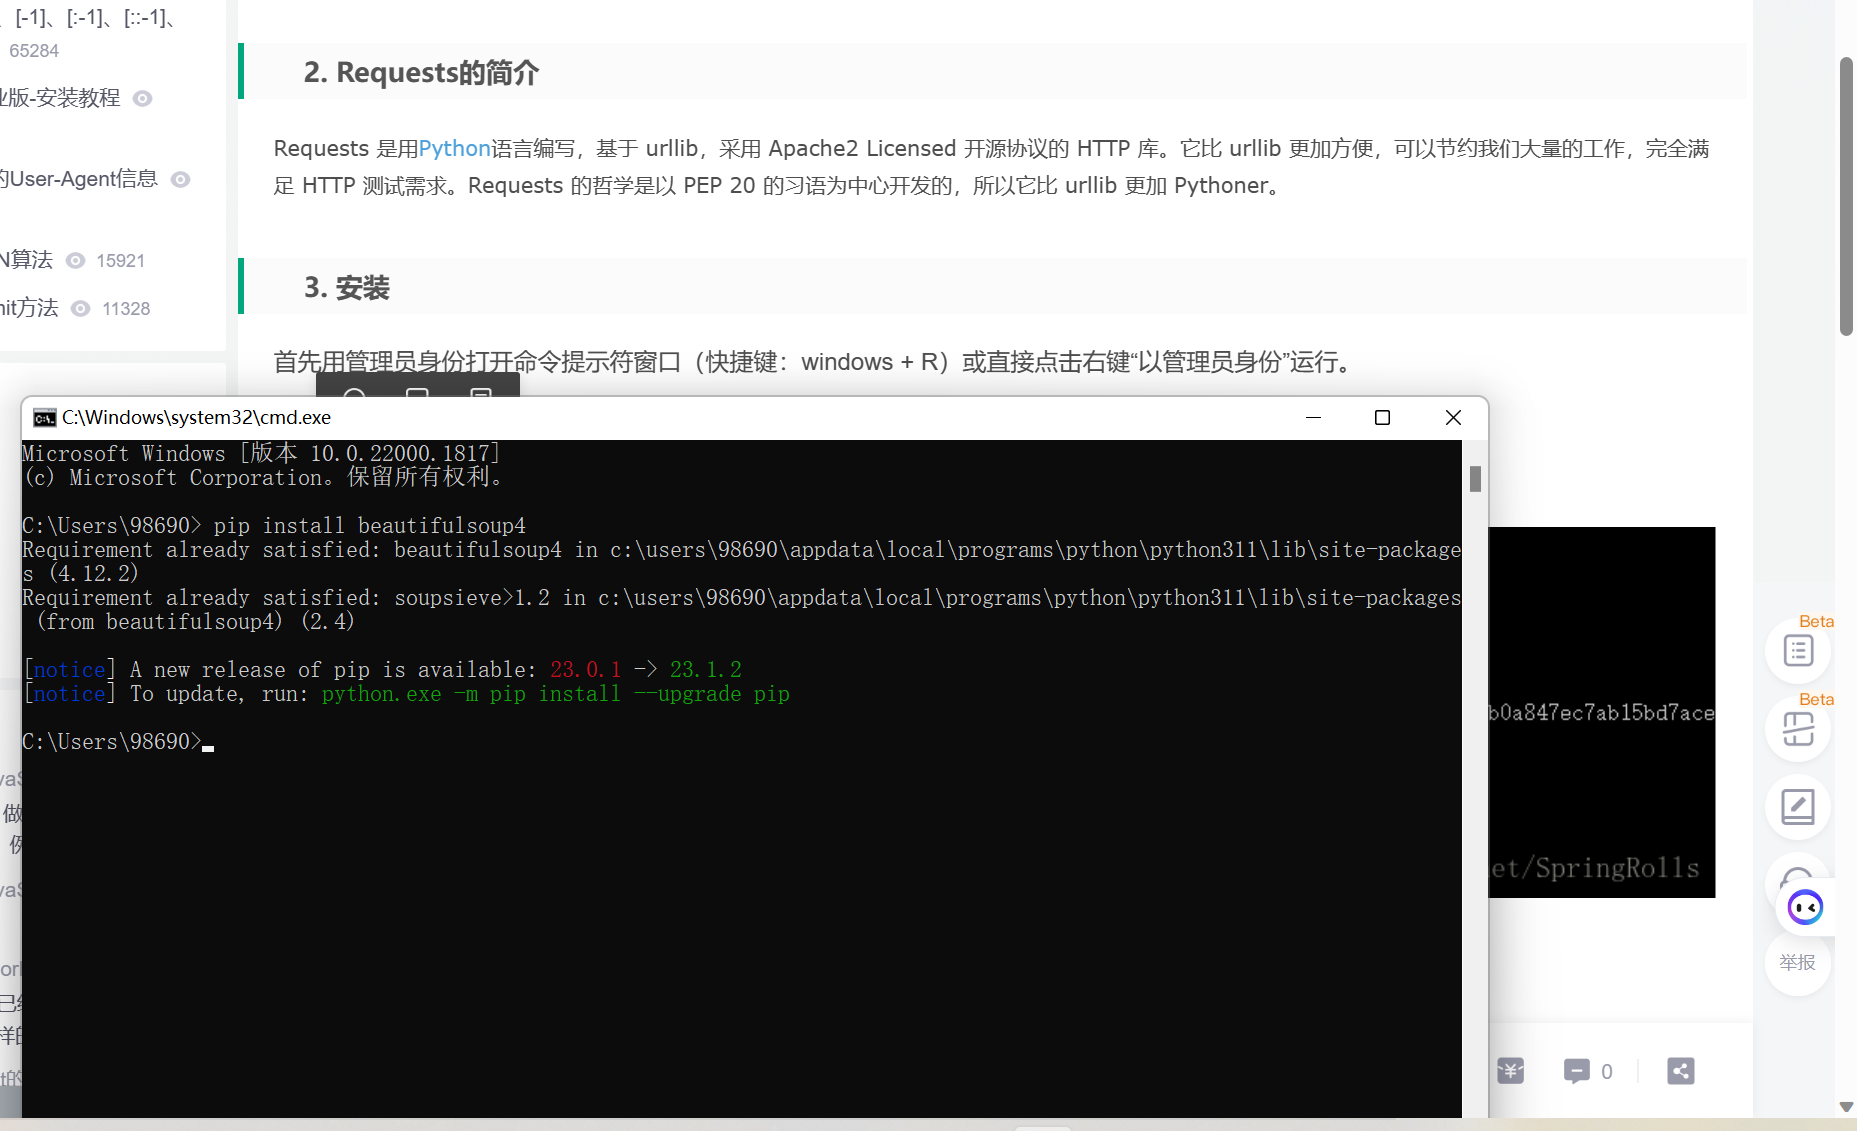 、[-1]、[:-1]、[::-1]、
65284
业版-安装教程
的User-Agent信息
N算法 15921
nit方法 11328
2. Requests的简介
Requests 是用Python语言编写，基于 urllib，采用 Apache2 Licensed 开源协议的 HTTP 库。它比 urllib 更加方便，可以节约我们大量的工作，完全满
足 HTTP 测试需求。Requests 的哲学是以 PEP 20 的习语为中心开发的，所以它比 urllib 更加 Pythoner。
3. 安装
首先用管理员身份打开命令提示符窗口（快捷键：windows + R）或直接点击右键“以管理员身份”运行。
C:\Windows\system32\cmd.exe
Microsoft Windows [版本 10.0.22000.1817]
(c) Microsoft Corporation。保留所有权利。
C:\Users\98690> pip install beautifulsoup4
Requirement already satisfied: beautifulsoup4 in c:\users\98690\appdata\local\programs\python\python311\lib\site-package
s (4.12.2)
Requirement already satisfied: soupsieve>1.2 in c:\users\98690\appdata\local\programs\python\python311\lib\site-packages
(from beautifulsoup4) (2.4)
[notice] A new release of pip is available: 23.0.1 -> 23.1.2
[notice] To update, run: python.exe -m pip install --upgrade pip
C:\Users\98690>
b0a847ec7ab15bd7ace
et/SpringRolls
vaS
做
例
vaS
orl
已经
样的
t的
Beta
Beta
举报
0